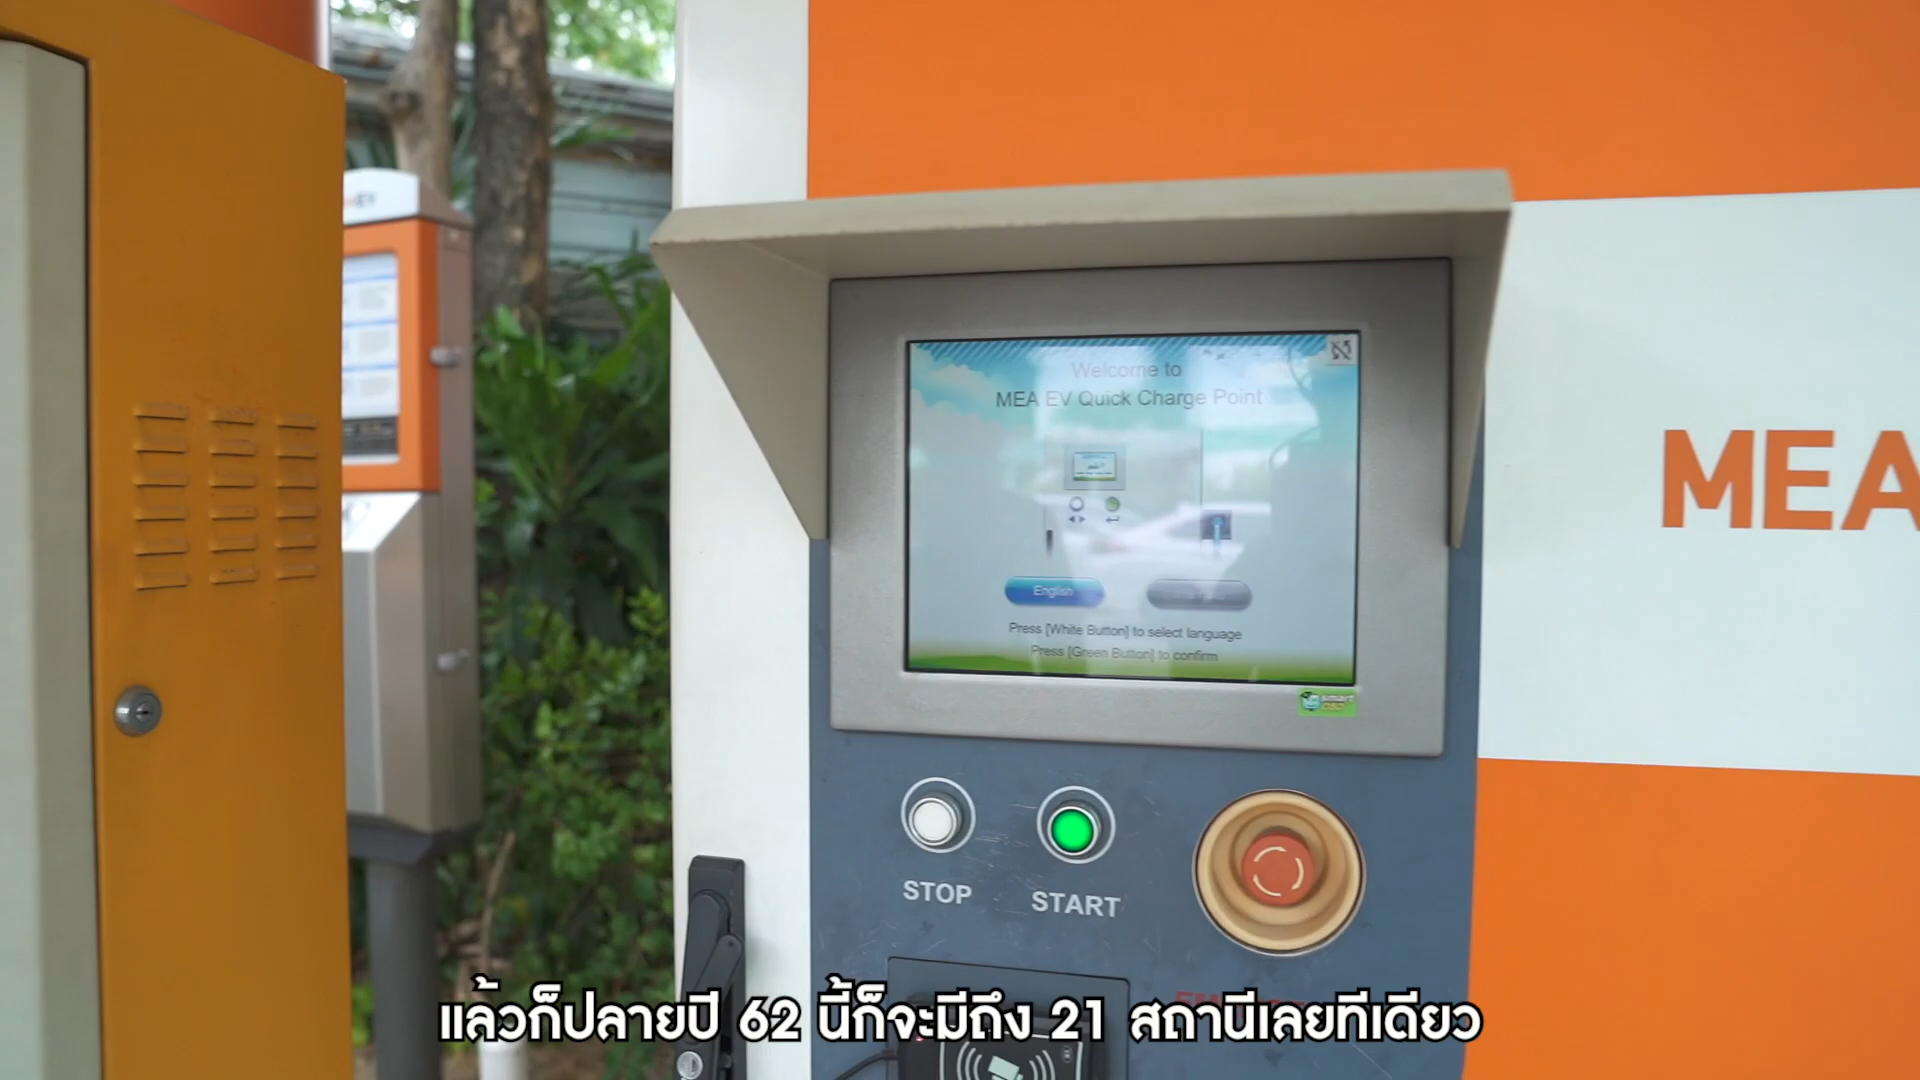 EV
Welcome to
MEA EV Quick Charge Point
English
Press [White Button] to select language
Press [Green Button] to confirm
smart
MEA
STOP
START
แล้วก็ปลายปี 62 นี้ก็จะมีถึง 21 สถานีเลยทีเดียว